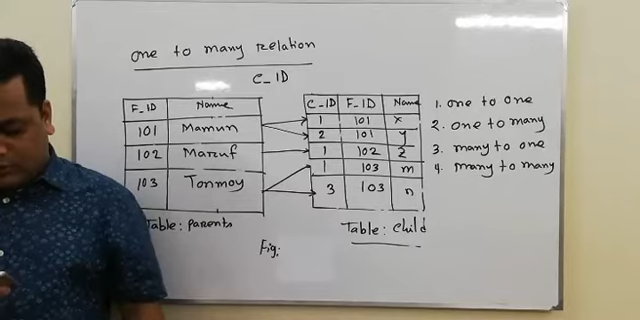 one to many relation
C_ID
F_ID Name
101 Mamun
102 Maruf
103 Tonmoy
Table: parents
C_ID F_ID Name
1 101 x
2 101 y
1 102 z
1 103 m
3 103 n
Table: child
Fig:
1. one to one
2. one to many
3. many to one
4. many to many